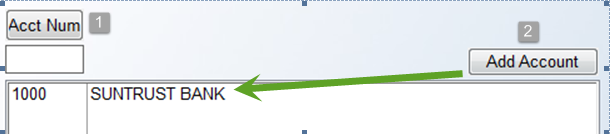 Acct Num 1
2
Add Account
1000 SUNTRUST BANK